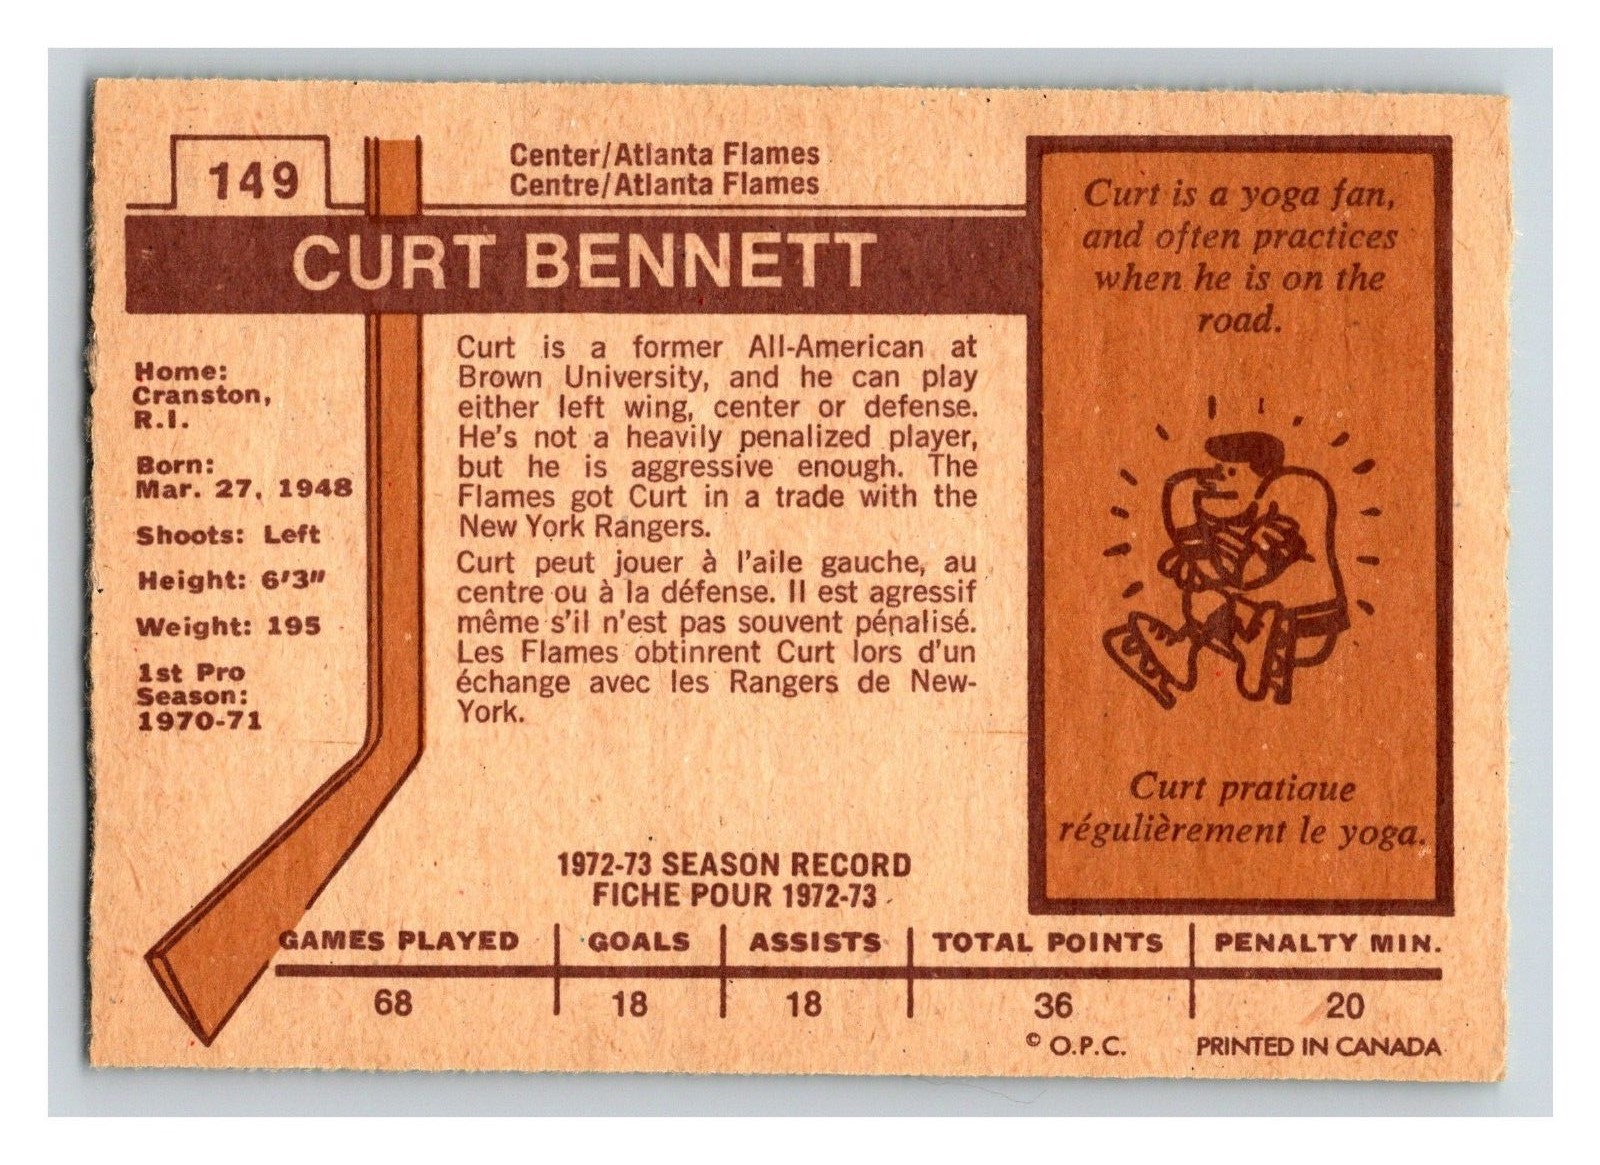 149
Center/Atlanta Flames
Centre/Atlanta Flames
CURT BENNETT
Home:
Cranston,
R.I.
Born:
Mar. 27, 1948
Shoots: Left
Height: 6'3"
Weight: 195
1st Pro
Season:
1970-71
Curt is a former All-American at
Brown University, and he can play
either left wing, center or defense.
He's not a heavily penalized player,
but he is aggressive enough. The
Flames got Curt in a trade with the
New York Rangers.
Curt peut jouer à l'aile gauche, au
centre ou à la défense. Il est agressif
même s'il n'est pas souvent pénalisé.
Les Flames obtinrent Curt lors d'un
échange avec les Rangers de New-
York.
Curt is a yoga fan,
and often practices
when he is on the
road.
Curt pratique
régulièrement le yoga.
1972-73 SEASON RECORD
FICHE POUR 1972-73
GAMES PLAYED GOALS ASSISTS TOTAL POINTS PENALTY MIN.
68 18 18 36 20
© O.P.C. PRINTED IN CANADA